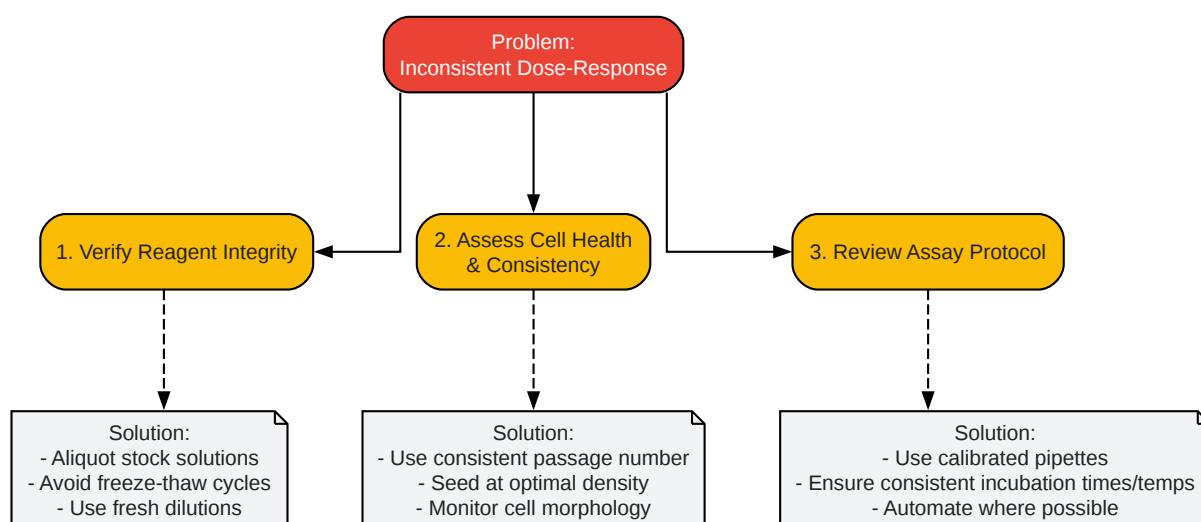 Problem:
Inconsistent Dose-Response
1. Verify Reagent Integrity
2. Assess Cell Health
& Consistency
3. Review Assay Protocol
Solution:
- Aliquot stock solutions
- Avoid freeze-thaw cycles
- Use fresh dilutions
Solution:
- Use consistent passage number
- Seed at optimal density
- Monitor cell morphology
Solution:
- Use calibrated pipettes
- Ensure consistent incubation times/temps
- Automate where possible